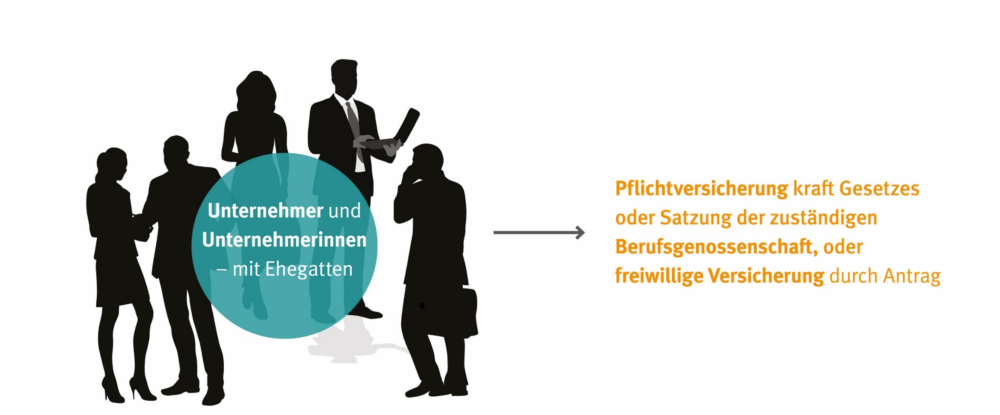 Unternehmer und
Unternehmerinnen
– mit Ehegatten
Pflichtversicherung kraft Gesetzes
oder Satzung der zuständigen
Berufsgenossenschaft, oder
freiwillige Versicherung durch Antrag